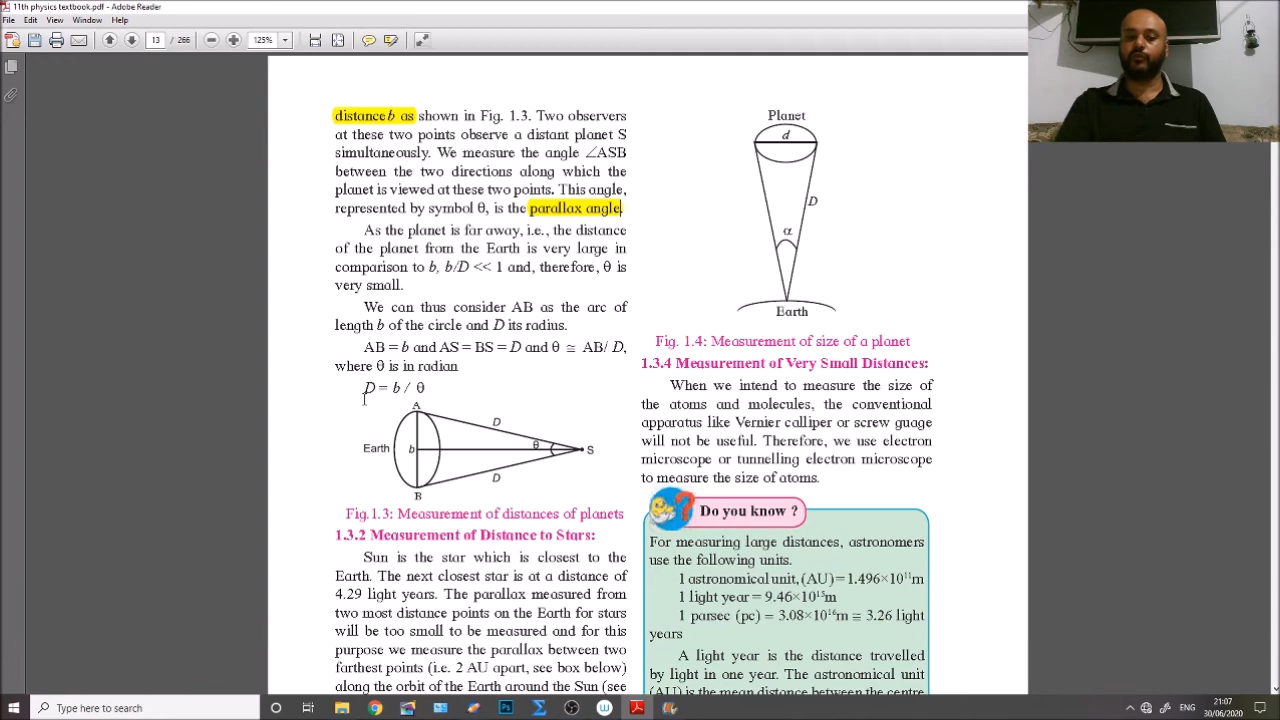 11th physics textbook.pdf - Adobe Reader
File Edit View Window Help
13 / 266 125%
distance b as shown in Fig. 1.3. Two observers
at these two points observe a distant planet S
simultaneously. We measure the angle ∠ASB
between the two directions along which the
planet is viewed at these two points. This angle,
represented by symbol θ, is the parallax angle.
As the planet is far away, i.e., the distance
of the planet from the Earth is very large in
comparison to b, b/D << 1 and, therefore, θ is
very small.
We can thus consider AB as the arc of
length b of the circle and D its radius.
AB = b and AS = BS = D and θ ≅ AB/ D,
where θ is in radian
D = b / θ
A
D
Earth b θ S
D
B
Fig.1.3: Measurement of distances of planets
1.3.2 Measurement of Distance to Stars:
Sun is the star which is closest to the
Earth. The next closest star is at a distance of
4.29 light years. The parallax measured from
two most distance points on the Earth for stars
will be too small to be measured and for this
purpose we measure the parallax between two
farthest points (i.e. 2 AU apart, see box below)
along the orbit of the Earth around the Sun (see
Planet
d
D
α
Earth
Fig. 1.4: Measurement of size of a planet
1.3.4 Measurement of Very Small Distances:
When we intend to measure the size of
the atoms and molecules, the conventional
apparatus like Vernier calliper or screw guage
will not be useful. Therefore, we use electron
microscope or tunnelling electron microscope
to measure the size of atoms.
Do you know ?
For measuring large distances, astronomers
use the following units.
1 astronomical unit, (AU) = 1.496×10¹¹m
1 light year = 9.46×10¹⁵m
1 parsec (pc) = 3.08×10¹⁶m ≅ 3.26 light
years
A light year is the distance travelled
by light in one year. The astronomical unit
(AU) is the mean distance between the centre
Type here to search
ENG
21:07
30/06/2020